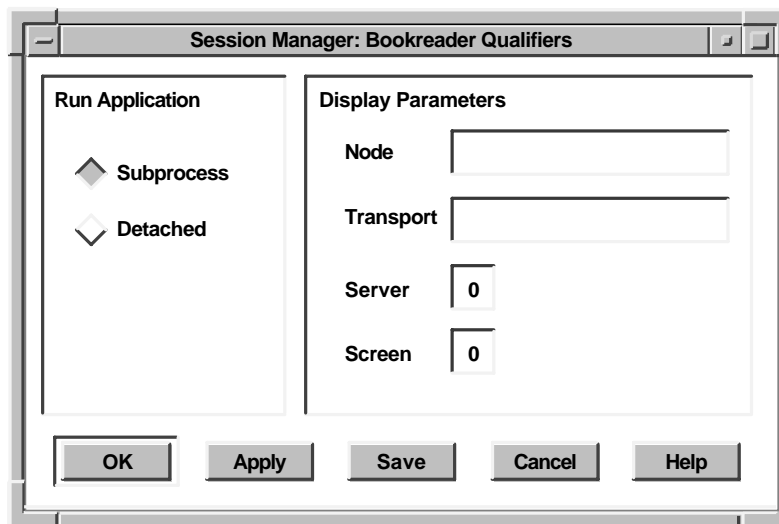 Session Manager: Bookreader Qualifiers
Run Application
Subprocess
Detached
Display Parameters
Node
Transport
Server 0
Screen 0
OK Apply Save Cancel Help